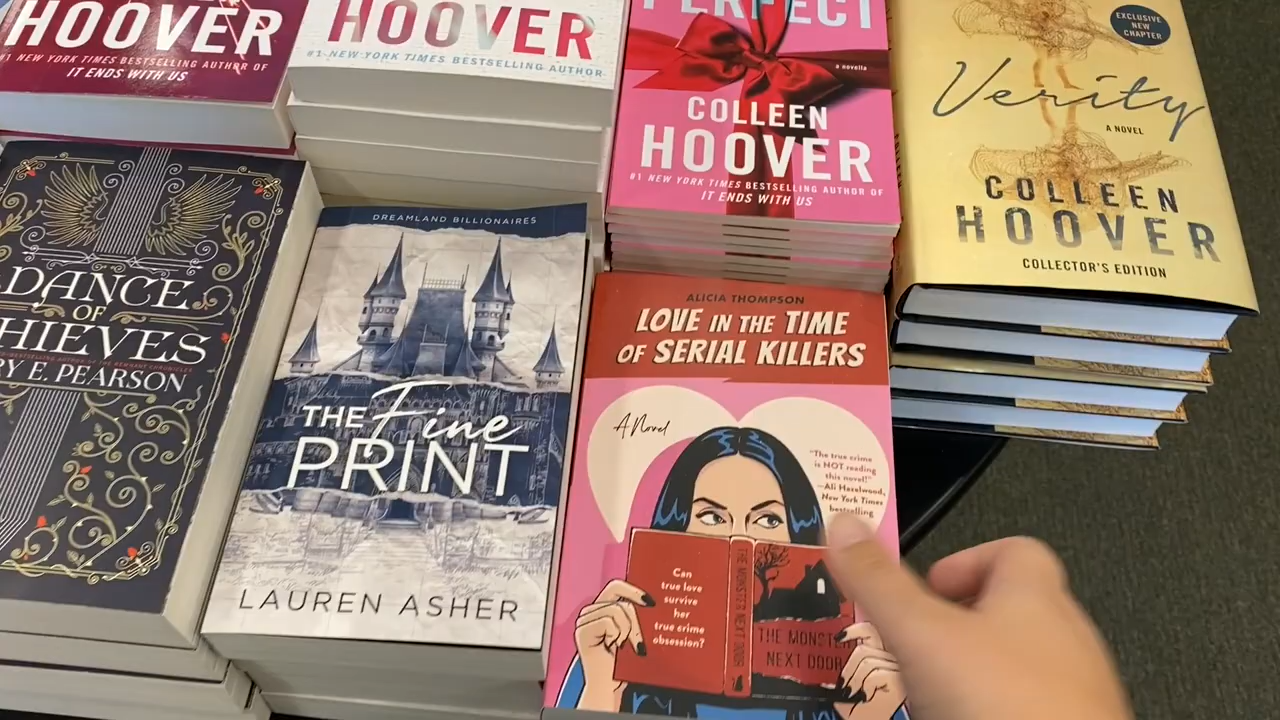 HOOVER
#1 NEW YORK TIMES BESTSELLING AUTHOR OF
IT ENDS WITH US
HOOVER
#1 NEW YORK TIMES BESTSELLING AUTHOR
PERFECT
a novella
COLLEEN
HOOVER
#1 NEW YORK TIMES BESTSELLING AUTHOR OF
IT ENDS WITH US
EXCLUSIVE
NEW
CHAPTER
Verity
A NOVEL
COLLEEN
HOOVER
COLLECTOR'S EDITION
DANCE
OF
HIEVES
RY E. PEARSON
DREAMLAND BILLIONAIRES
THE Fine
PRINT
LAUREN ASHER
ALICIA THOMPSON
LOVE IN THE TIME
OF SERIAL KILLERS
A Novel
"The true crime
is NOT reading
this novel!"
—Ali Hazelwood,
New York Times
bestselling
Can
true love
survive
her
true crime
obsession?
THE MONSTER NEXT DOOR
THE MONSTER
NEXT DOOR